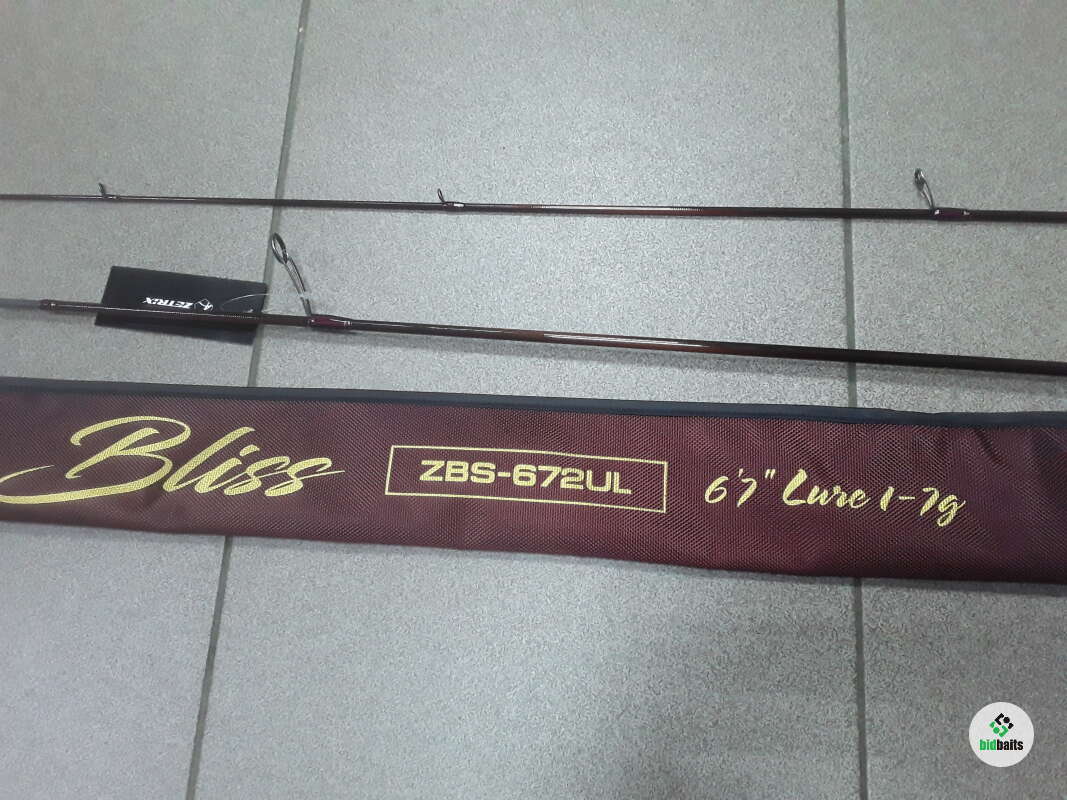 ZETRIX
Bliss ZBS-672UL 6'7" Lure 1-7g
bidbaits